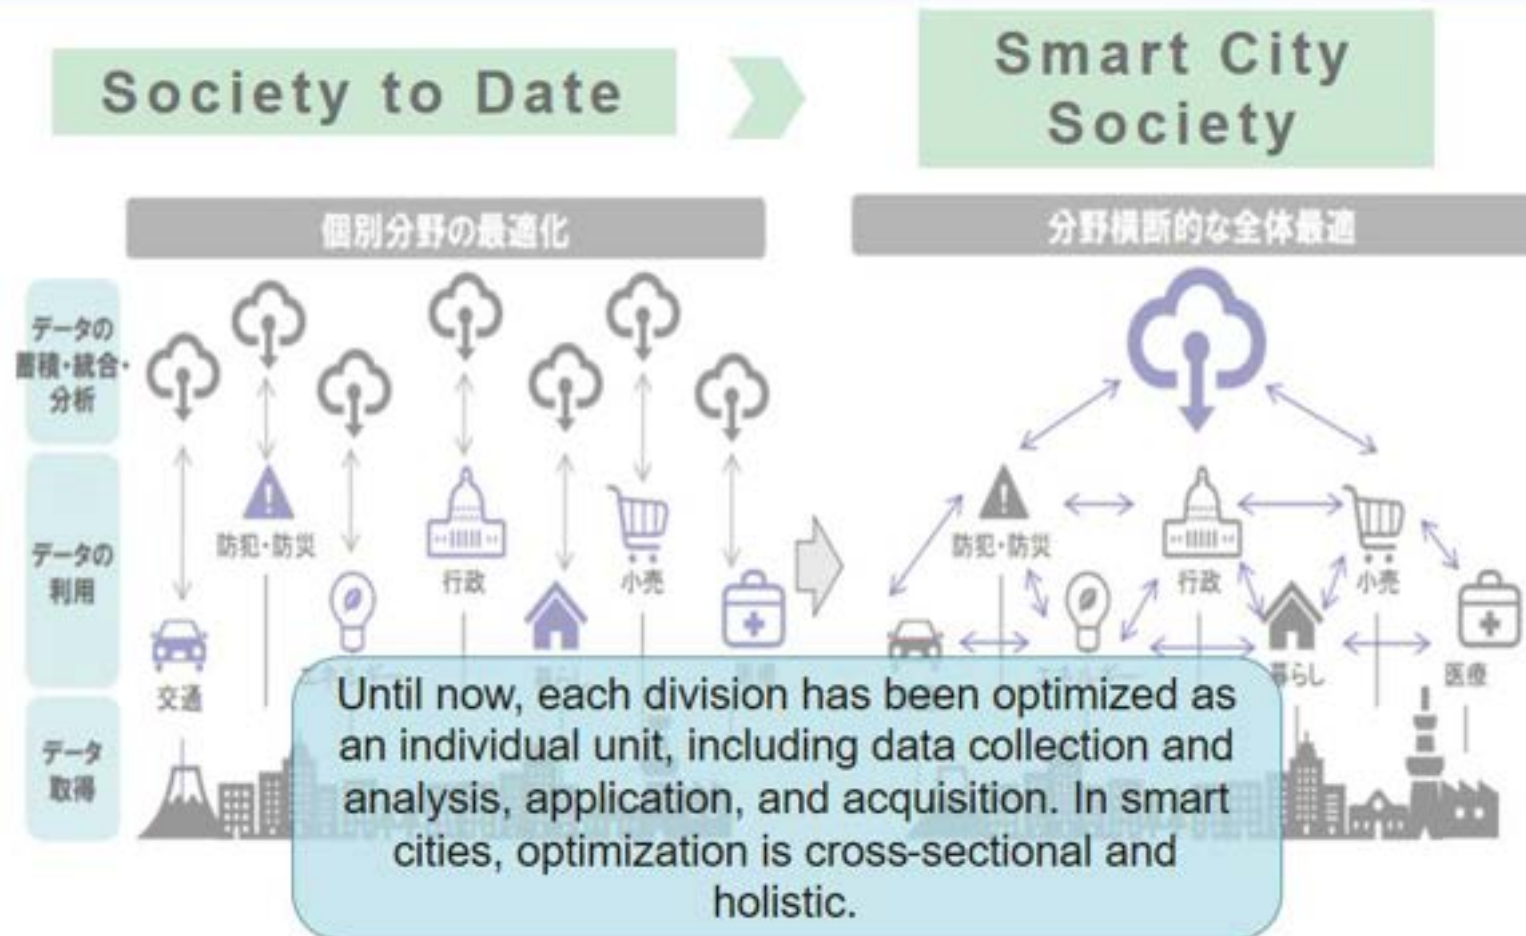 Society to Date
Smart City
Society
個別分野の最適化
分野横断的な全体最適
データの
蓄積・統合・
分析
データの
利用
データ
取得
防犯・防災
行政
小売
交通
防犯・防災
行政
小売
暮らし
医療
Until now, each division has been optimized as
an individual unit, including data collection and
analysis, application, and acquisition. In smart
cities, optimization is cross-sectional and
holistic.